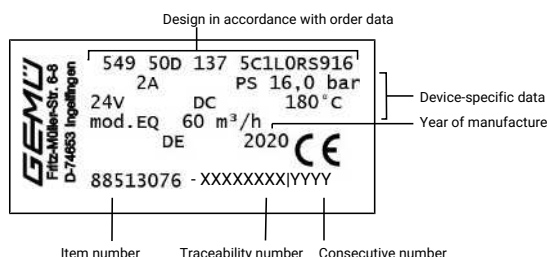 Design in accordance with order data
GEMÜ
Fritz-Müller-Str. 6-8
D-74653 Ingelfingen
549 50D 137 5C1L0RS916
2A PS 16,0 bar
24V DC 180°C
mod.EQ 60 m³/h
DE 2020 CE
88513076 -XXXXXXXX|YYYY
Device-specific data
Year of manufacture
Item number Traceability number Consecutive number